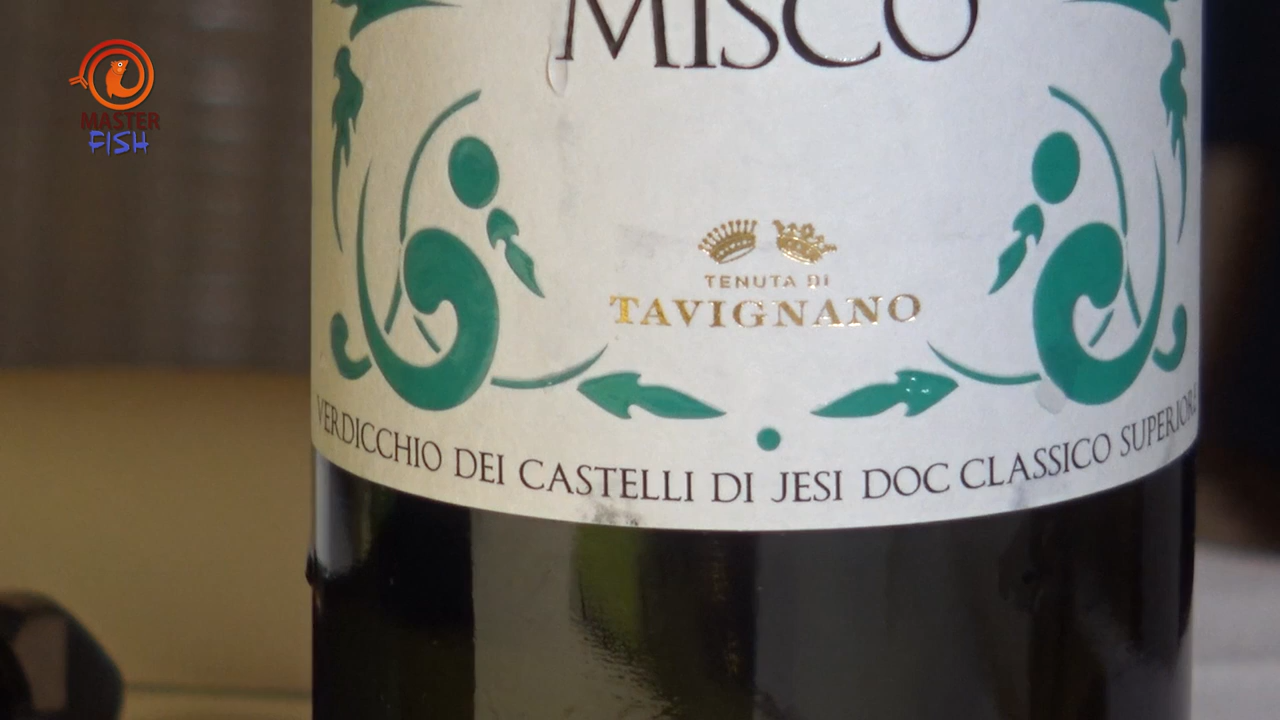 MASTER
FISH
MISCO
TENUTA DI
TAVIGNANO
VERDICCHIO DEI CASTELLI DI JESI DOC CLASSICO SUPERIORE